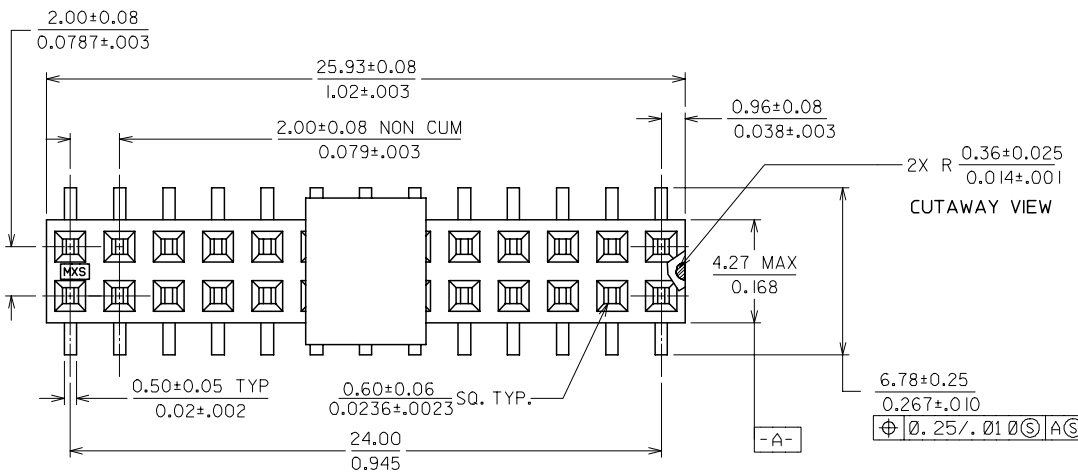 2.00±0.08
0.0787±.003
25.93±0.08
1.02±.003
0.96±0.08
0.038±.003
2.00±0.08 NON CUM
0.079±.003
2X R 0.36±0.025
0.014±.001
CUTAWAY VIEW
4.27 MAX
0.168
MXS
0.50±0.05 TYP
0.02±.002
0.60±0.06 SQ. TYP.
0.0236±.0023
6.78±0.25
0.267±.010
⌖ Ø.25/.01 Ø Ⓢ A Ⓢ
24.00
0.945
-A-